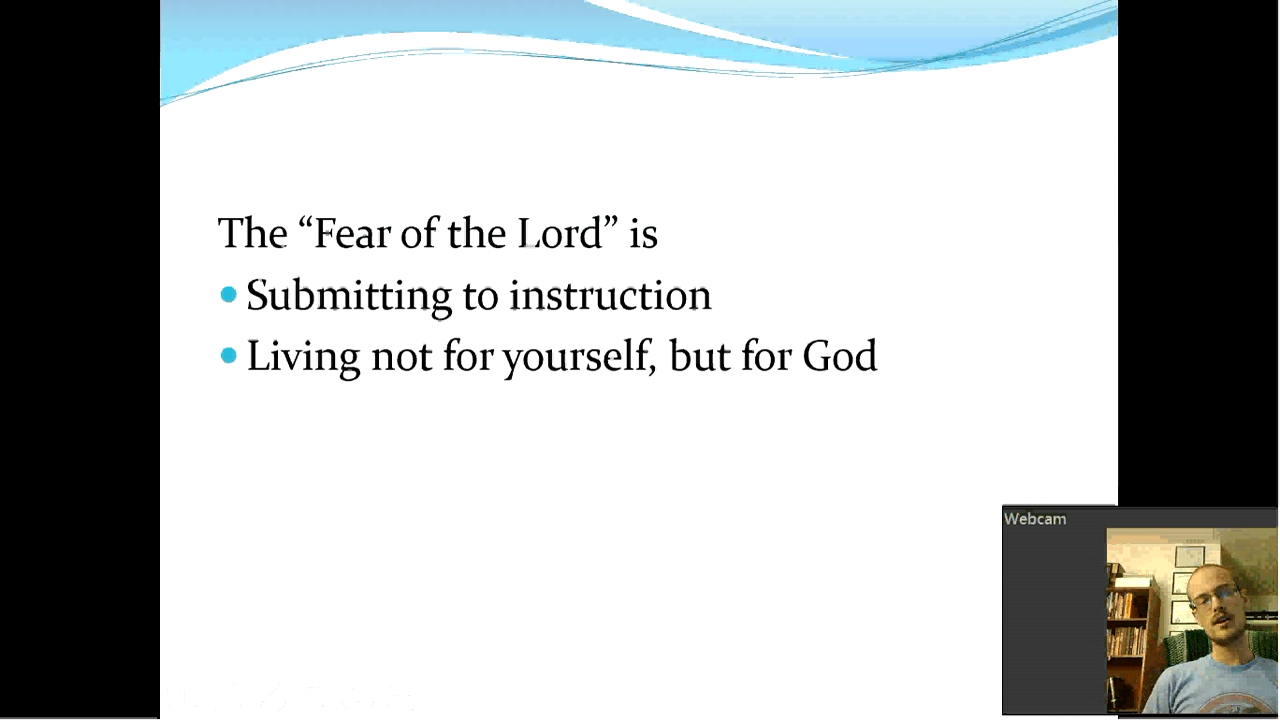 The “Fear of the Lord” is
Submitting to instruction
Living not for yourself, but for God
Webcam